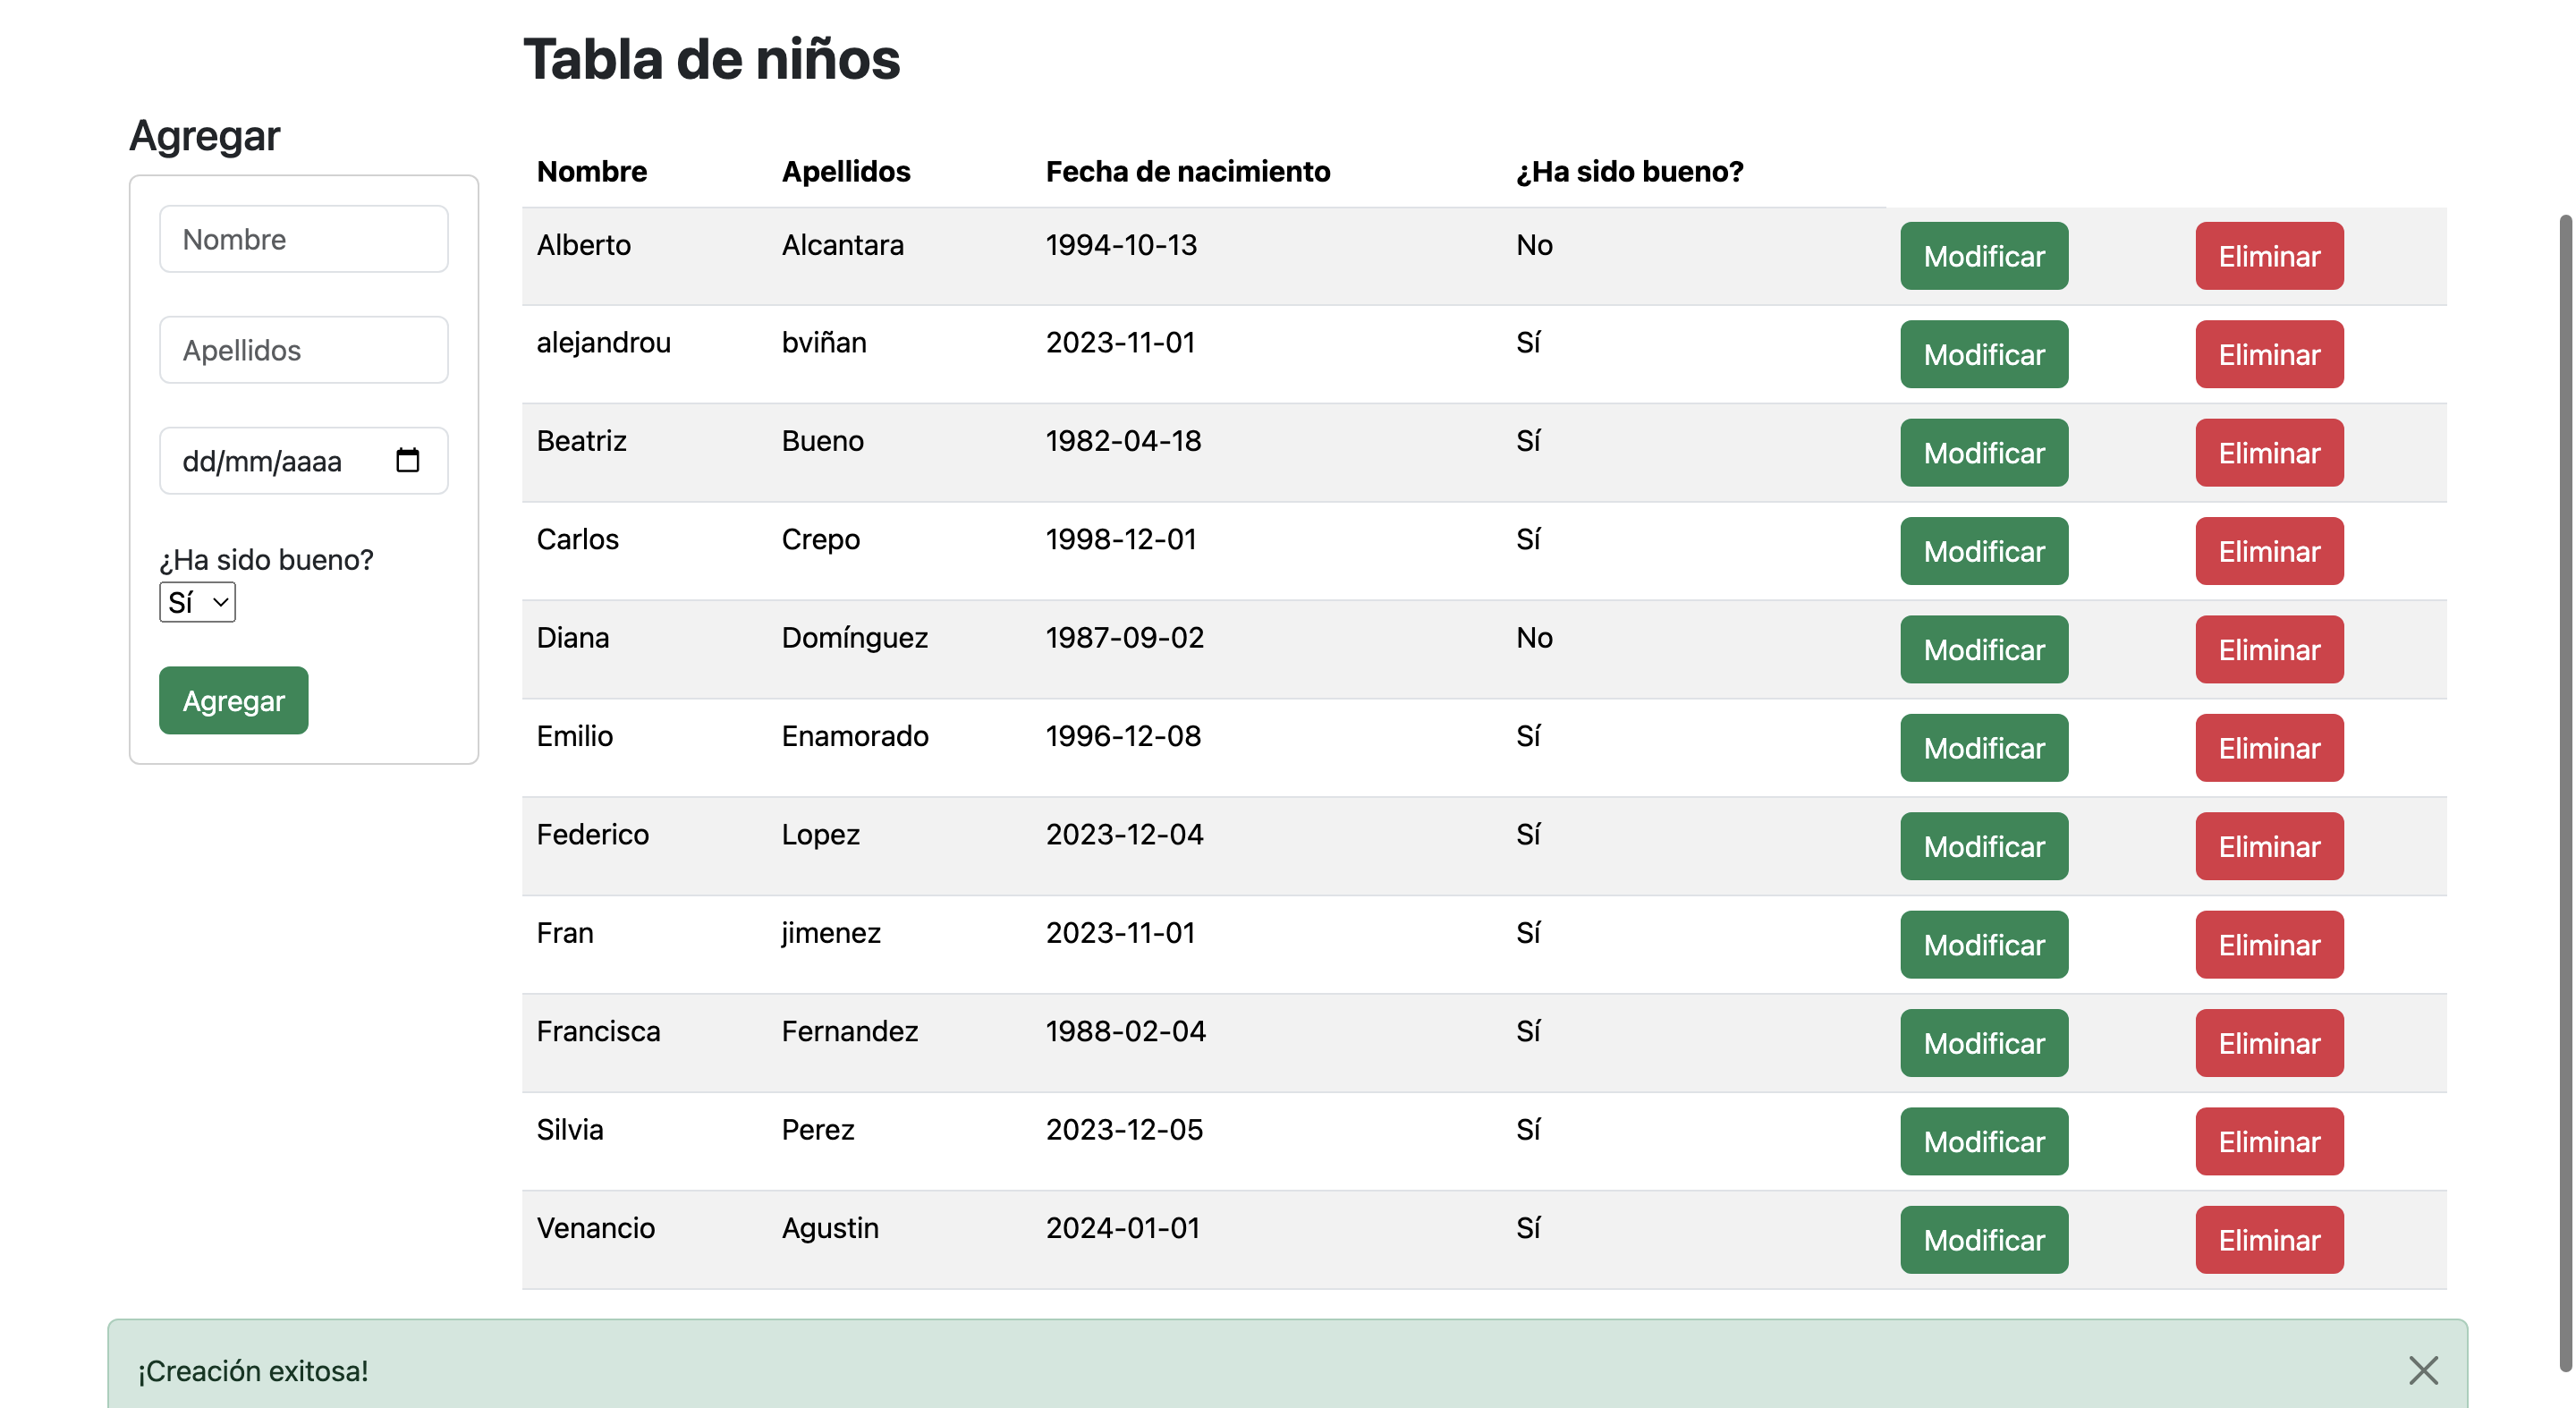 Tabla de niños
Agregar
Nombre
Apellidos
dd/mm/aaaa
¿Ha sido bueno?
Sí
Agregar
Nombre Apellidos Fecha de nacimiento ¿Ha sido bueno?
Alberto Alcantara 1994-10-13 No Modificar Eliminar
alejandrou bviñan 2023-11-01 Sí Modificar Eliminar
Beatriz Bueno 1982-04-18 Sí Modificar Eliminar
Carlos Crepo 1998-12-01 Sí Modificar Eliminar
Diana Domínguez 1987-09-02 No Modificar Eliminar
Emilio Enamorado 1996-12-08 Sí Modificar Eliminar
Federico Lopez 2023-12-04 Sí Modificar Eliminar
Fran jimenez 2023-11-01 Sí Modificar Eliminar
Francisca Fernandez 1988-02-04 Sí Modificar Eliminar
Silvia Perez 2023-12-05 Sí Modificar Eliminar
Venancio Agustin 2024-01-01 Sí Modificar Eliminar
¡Creación exitosa!